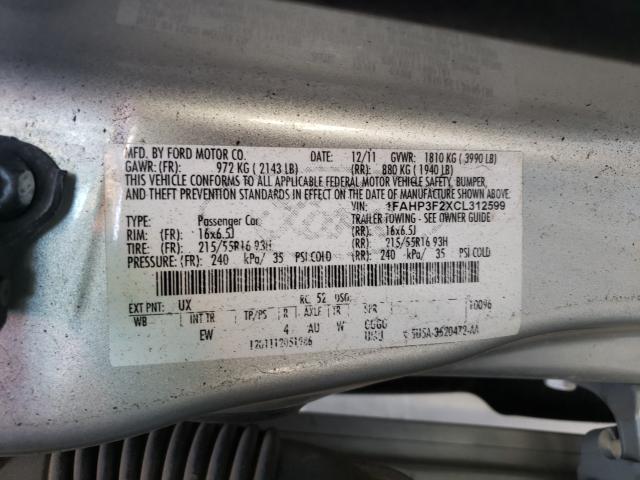 MFD. BY FORD MOTOR CO. DATE: 12/11 GVWR: 1810 KG ( 3990 LB)
GAWR: (FR): 972 KG ( 2143 LB) (RR): 880 KG ( 1940 LB)
THIS VEHICLE CONFORMS TO ALL APPLICABLE FEDERAL MOTOR VEHICLE SAFETY, BUMPER,
AND THEFT PREVENTION STANDARDS IN EFFECT ON THE DATE OF MANUFACTURE SHOWN ABOVE.
VIN: 1FAHP3F2XCL312599
TYPE: Passenger Car TRAILER TOWING - SEE OWNER GUIDE
RIM: (FR): 16x6.5J (RR): 16x6.5J
TIRE: (FR): 215/55R16 93H (RR): 215/55R16 93H
PRESSURE: (FR) 240 kPa/ 35 PSI COLD (RR): 240 kPa/ 35 PSI COLD
EXT PNT: UX RC: 52 DSO: 10096
WB INT TR TP/PS R AXLE TR SPR
EW 4 AU W